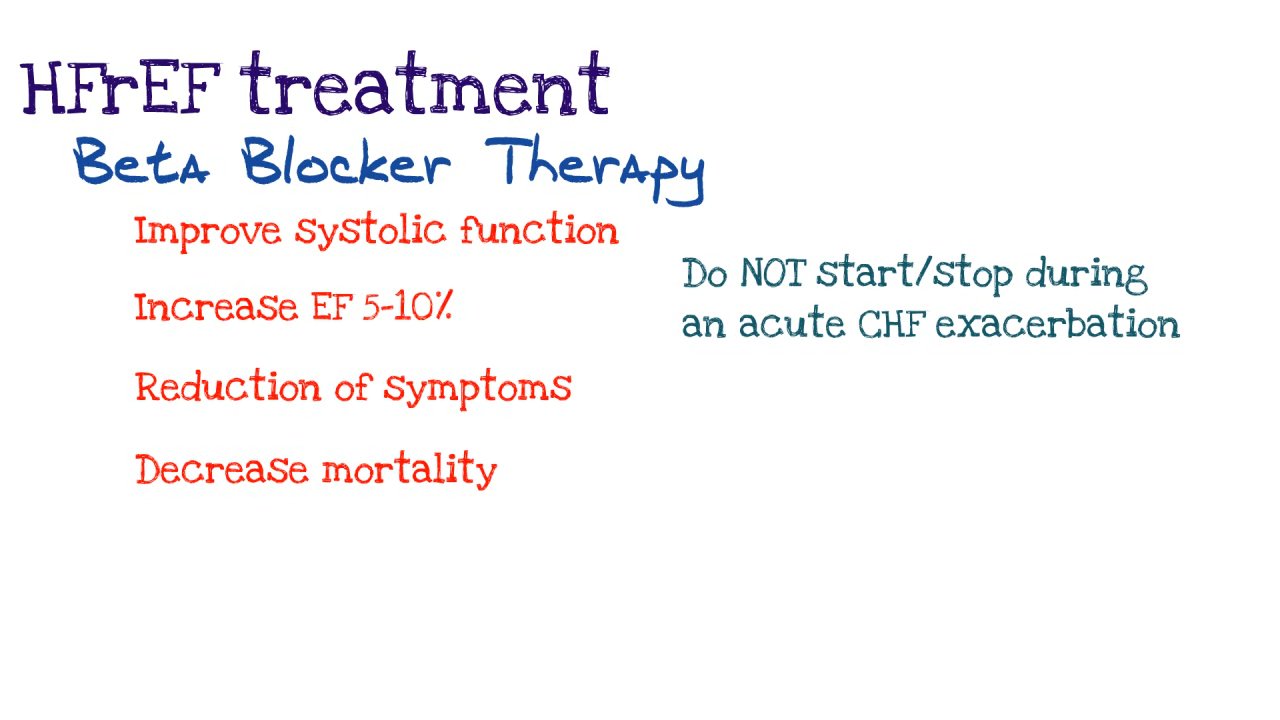 HFrEF treatment
Beta Blocker Therapy
Improve systolic function
Increase EF 5-10%
Reduction of symptoms
Decrease mortality
Do NOT start/stop during
an acute CHF exacerbation